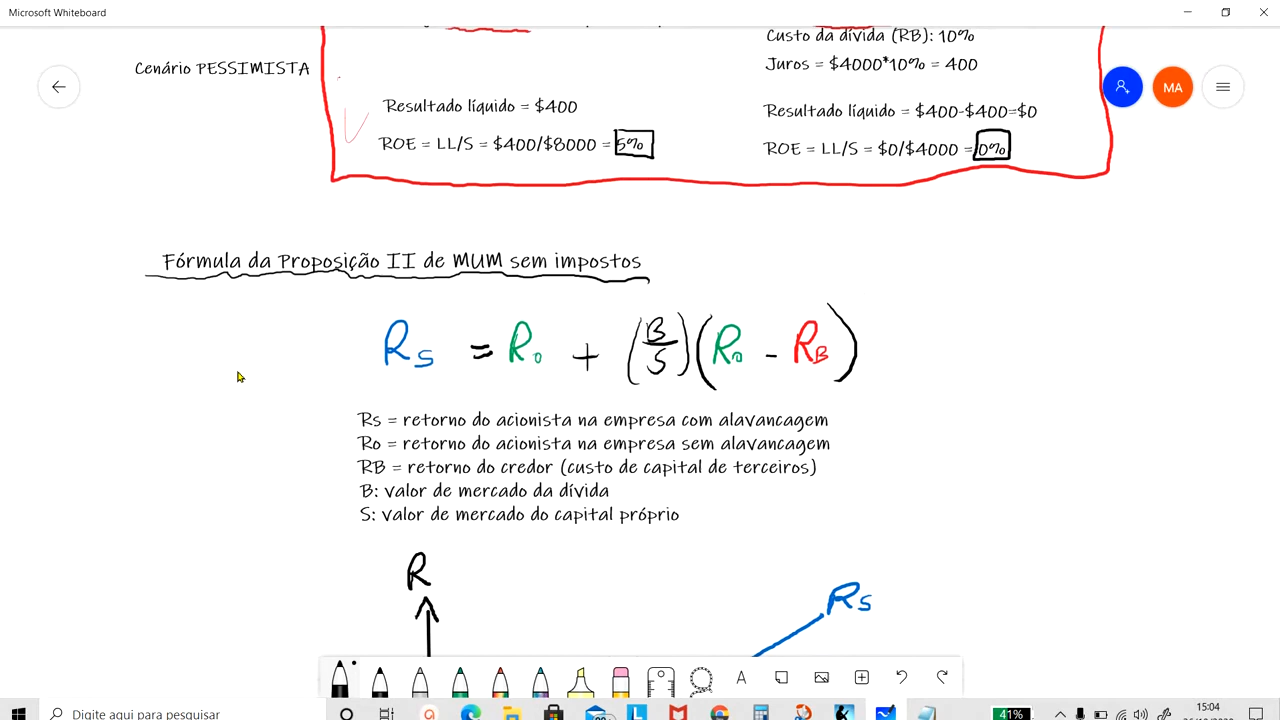 Microsoft Whiteboard
Custo da dívida (RB): 10%
Cenário PESSIMISTA
Juros = $4000*10% = 400
MA
Resultado líquido = $400
Resultado líquido = $400-$400=$0
ROE = LL/S = $400/$8000 = 5%
ROE = LL/S = $0/$4000 = 0%
Fórmula da Proposição II de M&M sem impostos
Rs = R0 + (B/S)(R0 - RB)
Rs = retorno do acionista na empresa com alavancagem
Ro = retorno do acionista na empresa sem alavancagem
RB = retorno do credor (custo de capital de terceiros)
B: valor de mercado da dívida
S: valor de mercado do capital próprio
R
Rs
A
Digite aqui para pesquisar
41%
15:04